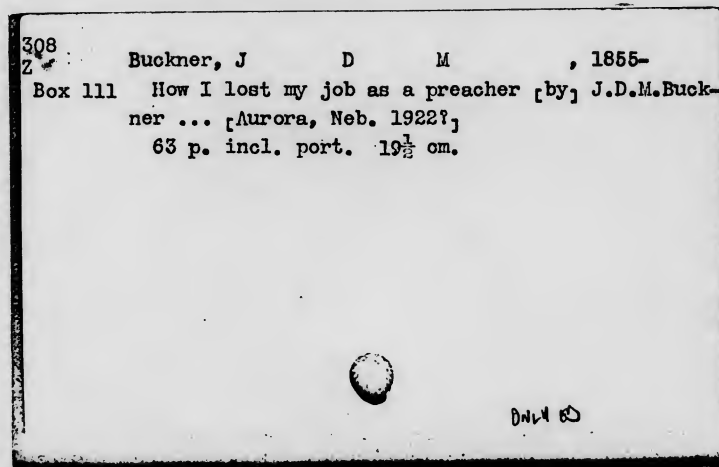 308
Z
Buckner, J D M , 1855-
Box 111 How I lost my job as a preacher [by] J.D.M.Buck-
ner ... [Aurora, Neb. 1922?]
63 p. incl. port. 19½ cm.
ONLY ED